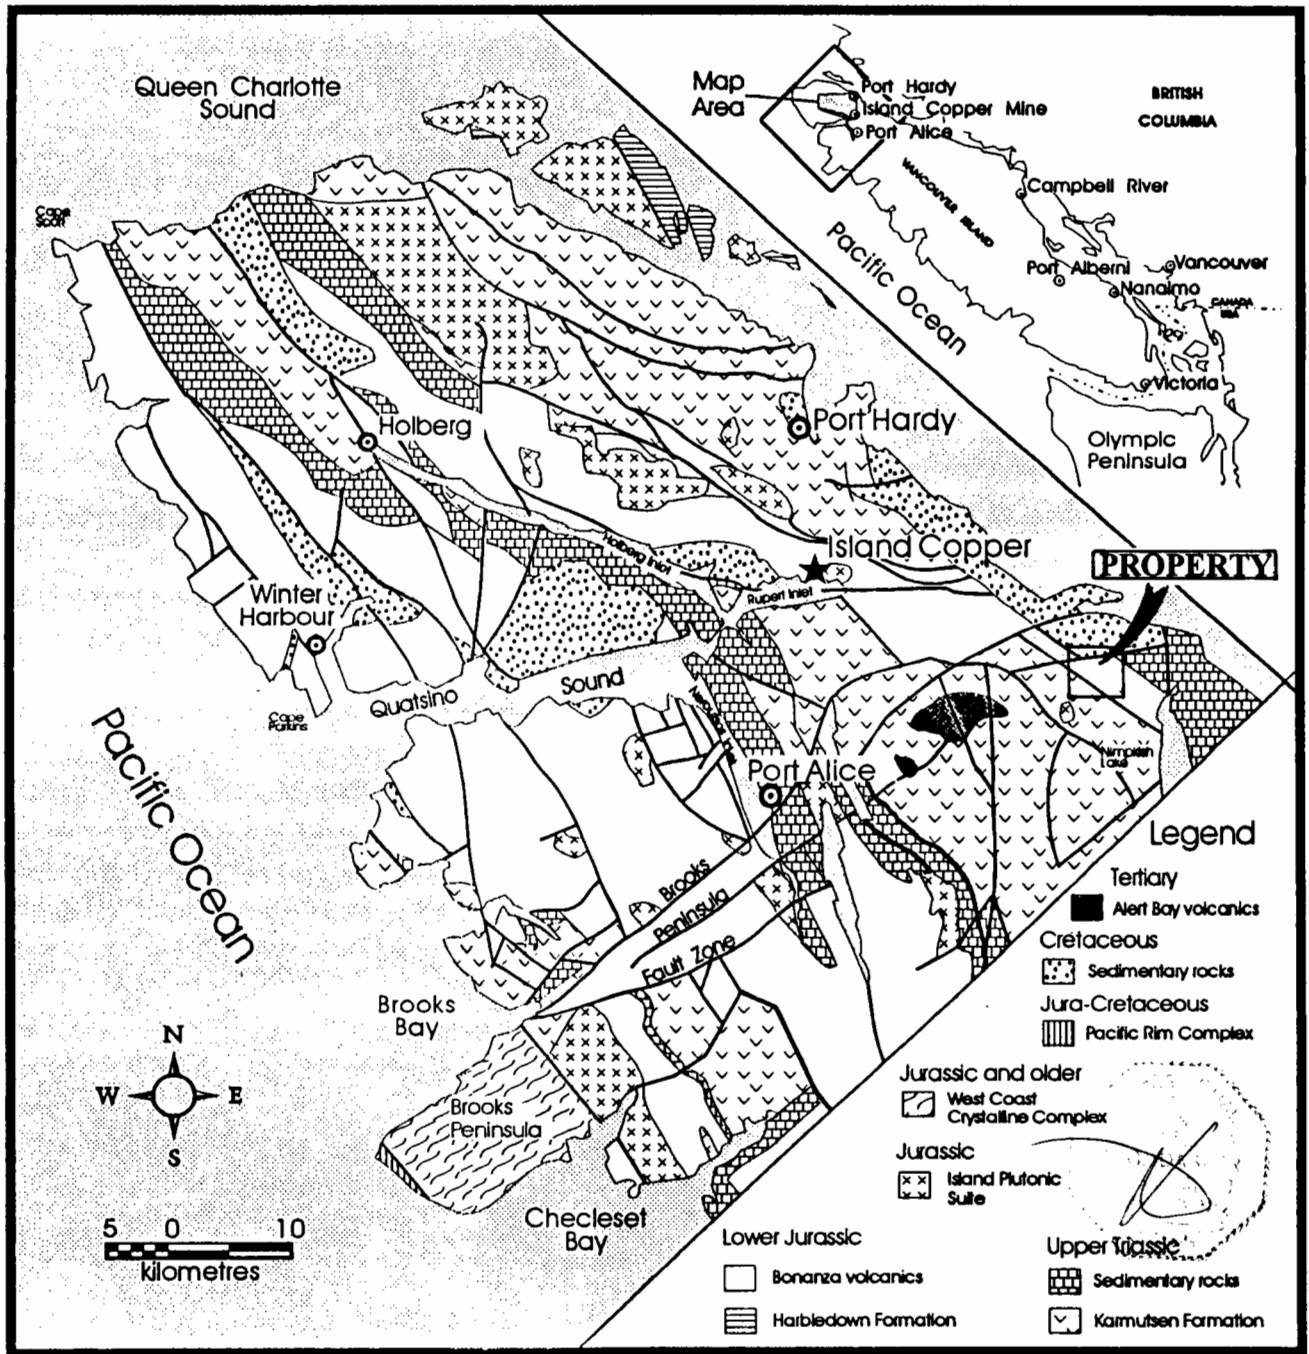 Queen Charlotte
Sound
Cape
Scott
Map
Area
Port Hardy
Island Copper Mine
Port Alice
BRITISH
COLUMBIA
VANCOUVER ISLAND
Campbell River
Pacific Ocean
Port Alberni
Vancouver
Nanaimo
CANADA
USA
Victoria
Olympic
Peninsula
Holberg
Port Hardy
Island Copper
PROPERTY
Holberg Inlet
Rupert Inlet
Winter
Harbour
Quatsino
Sound
Cape
Parkins
Neroutsos Inlet
Port Alice
Nimpkish
Lake
Pacific Ocean
Brooks
Peninsula
Fault Zone
Brooks
Bay
N
W
E
S
Brooks
Peninsula
Checleset
Bay
5 0 10
kilometres
Legend
Tertiary
Alert Bay volcanics
Cretaceous
Sedimentary rocks
Jura-Cretaceous
Pacific Rim Complex
Jurassic and older
West Coast
Crystalline Complex
Jurassic
Island Plutonic
Suite
Lower Jurassic
Bonanza volcanics
Harbledown Formation
Upper Triassic
Sedimentary rocks
Karmutsen Formation